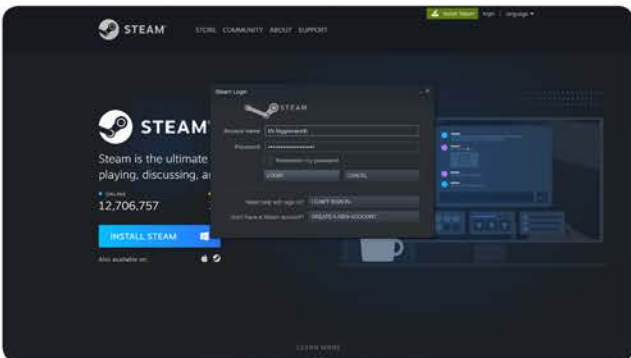 Install Steam login | language
STEAM
STORE COMMUNITY ABOUT SUPPORT
Steam Login
STEAM
Account name
Password
Remember my password
LOGIN CANCEL
Need help with sign in? I CAN'T SIGN IN
Don't have a Steam account? CREATE A NEW ACCOUNT
STEAM
Steam is the ultimate
playing, discussing, a
ONLINE
12,706,757
INSTALL STEAM
Also available on:
LEARN MORE